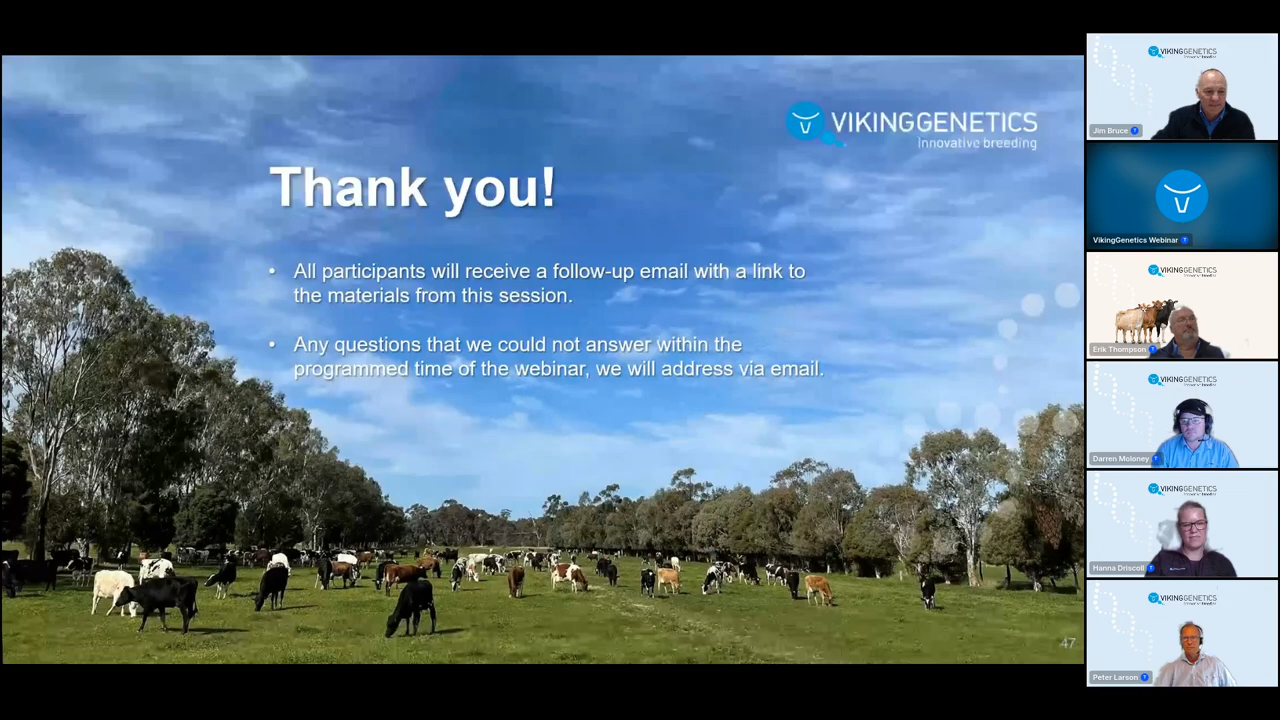 VIKINGGENETICS
Innovative breeding
Thank you!
• All participants will receive a follow-up email with a link to
the materials from this session.
• Any questions that we could not answer within the
programmed time of the webinar, we will address via email.
47
VIKINGGENETICS
Jim Bruce
VikingGenetics Webinar
VIKINGGENETICS
Erik Thompson
VIKINGGENETICS
Darren Moloney
VIKINGGENETICS
Hanna Driscoll
VIKINGGENETICS
Peter Larson